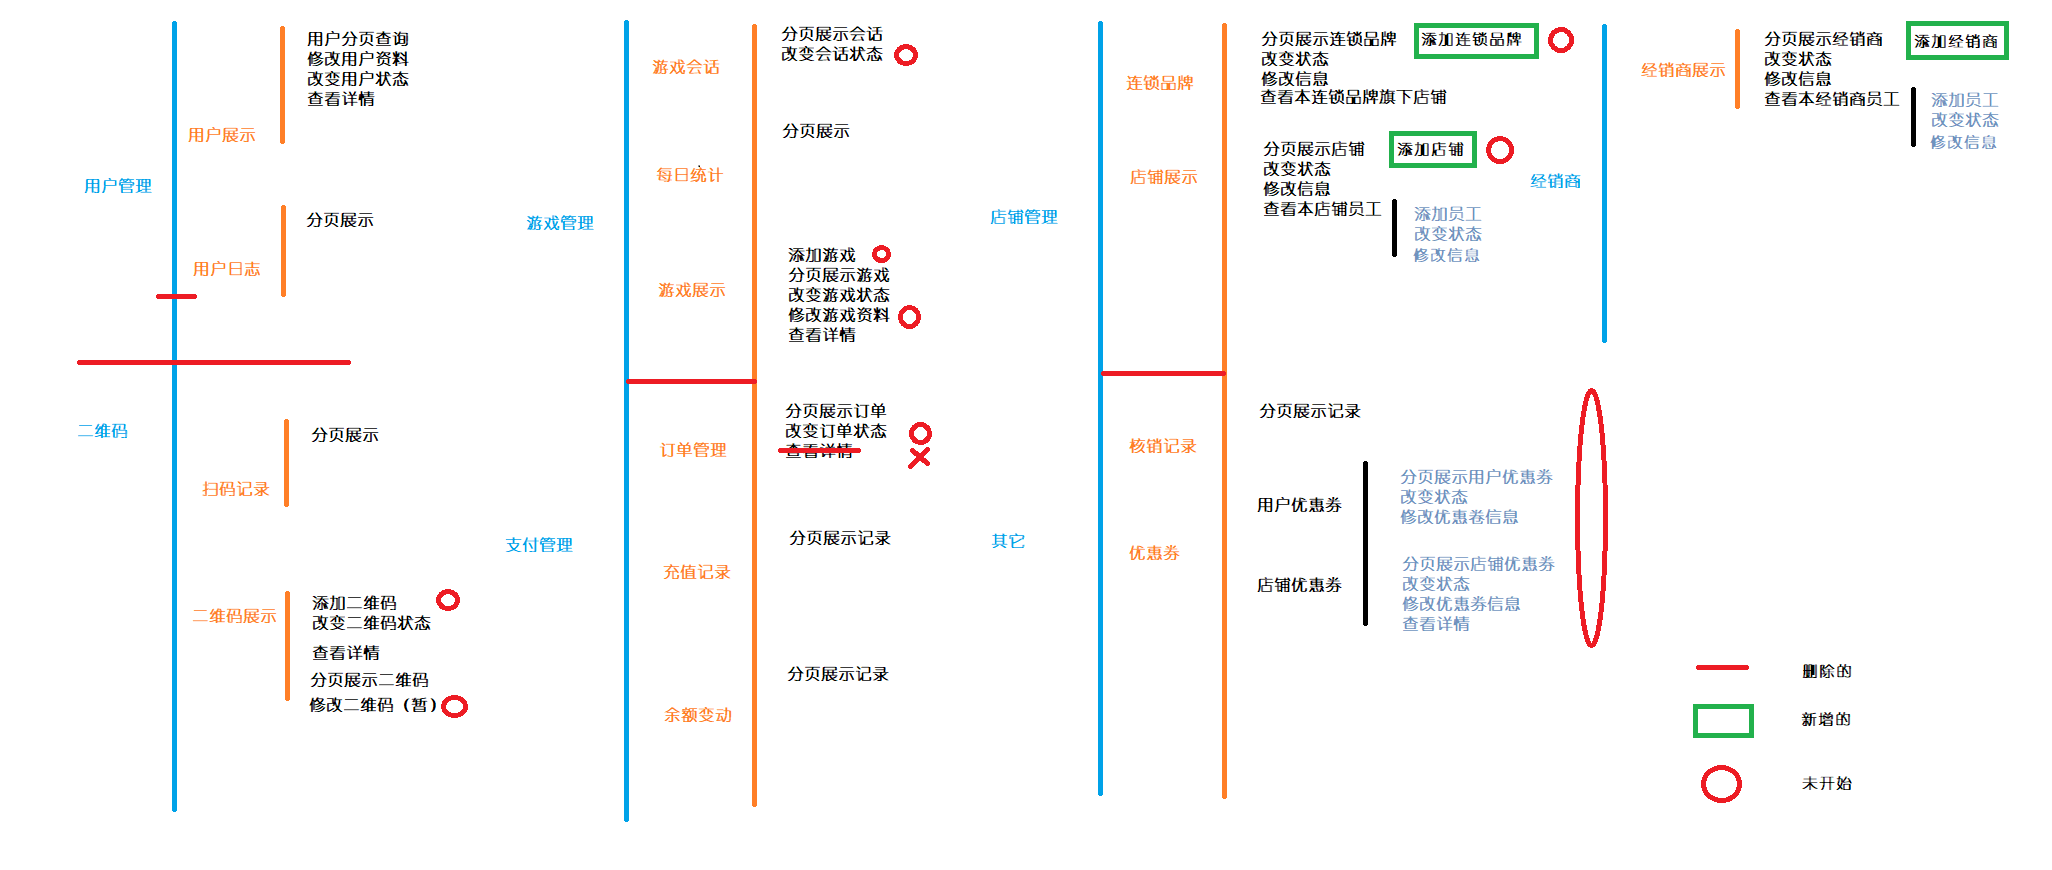 用户管理
用户展示
用户分页查询
修改用户资料
改变用户状态
查看详情
用户日志
分页展示
二维码
扫码记录
分页展示
二维码展示
添加二维码
改变二维码状态
查看详情
分页展示二维码
修改二维码（暂）
游戏管理
游戏会话
分页展示会话
改变会话状态
每日统计
分页展示
游戏展示
添加游戏
分页展示游戏
改变游戏状态
修改游戏资料
查看详情
支付管理
订单管理
分页展示订单
改变订单状态
查看详情
充值记录
分页展示记录
余额变动
分页展示记录
店铺管理
连锁品牌
分页展示连锁品牌
添加连锁品牌
改变状态
修改信息
查看本连锁品牌旗下店铺
店铺展示
分页展示店铺
添加店铺
改变状态
修改信息
查看本店铺员工
添加员工
改变状态
修改信息
其它
核销记录
分页展示记录
优惠券
用户优惠券
分页展示用户优惠券
改变状态
修改优惠卷信息
店铺优惠券
分页展示店铺优惠券
改变状态
修改优惠券信息
查看详情
经销商
经销商展示
分页展示经销商
添加经销商
改变状态
修改信息
查看本经销商员工
添加员工
改变状态
修改信息
删除的
新增的
未开始